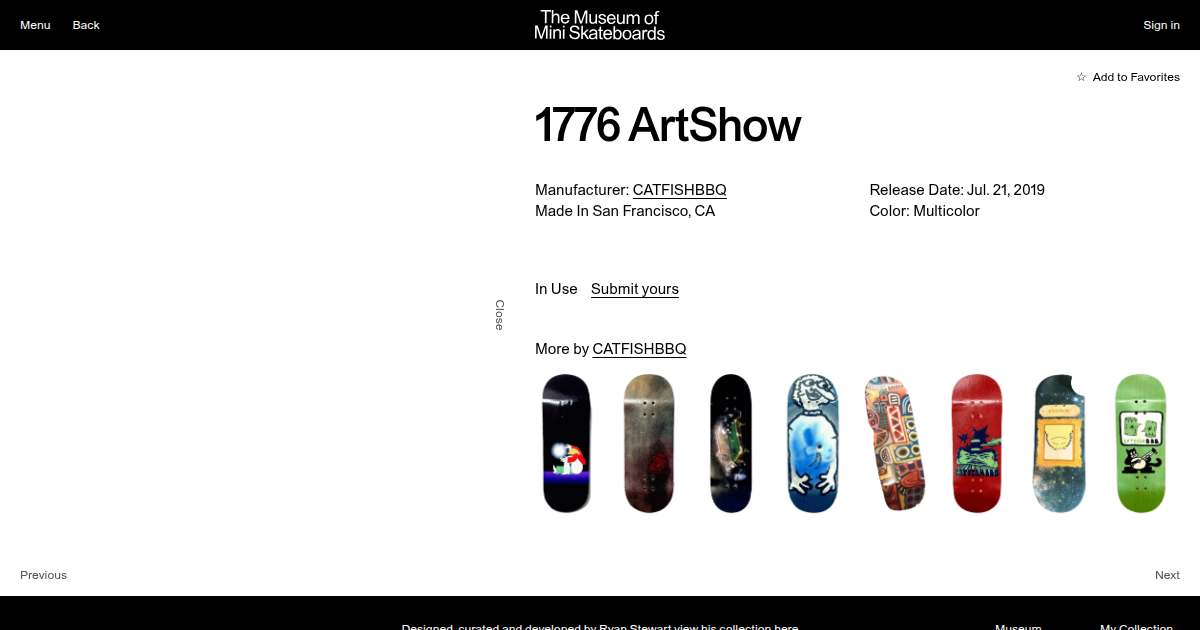 Menu
Back
The Museum of
Mini Skateboards
Sign in
☆ Add to Favorites
1776 ArtShow
Manufacturer: CATFISHBBQ
Made In San Francisco, CA
Release Date: Jul. 21, 2019
Color: Multicolor
In Use
Submit yours
Close
More by CATFISHBBQ
Previous
Next
Designed, curated and developed by Ryan Stewart view his collection here
Museum
My Collection